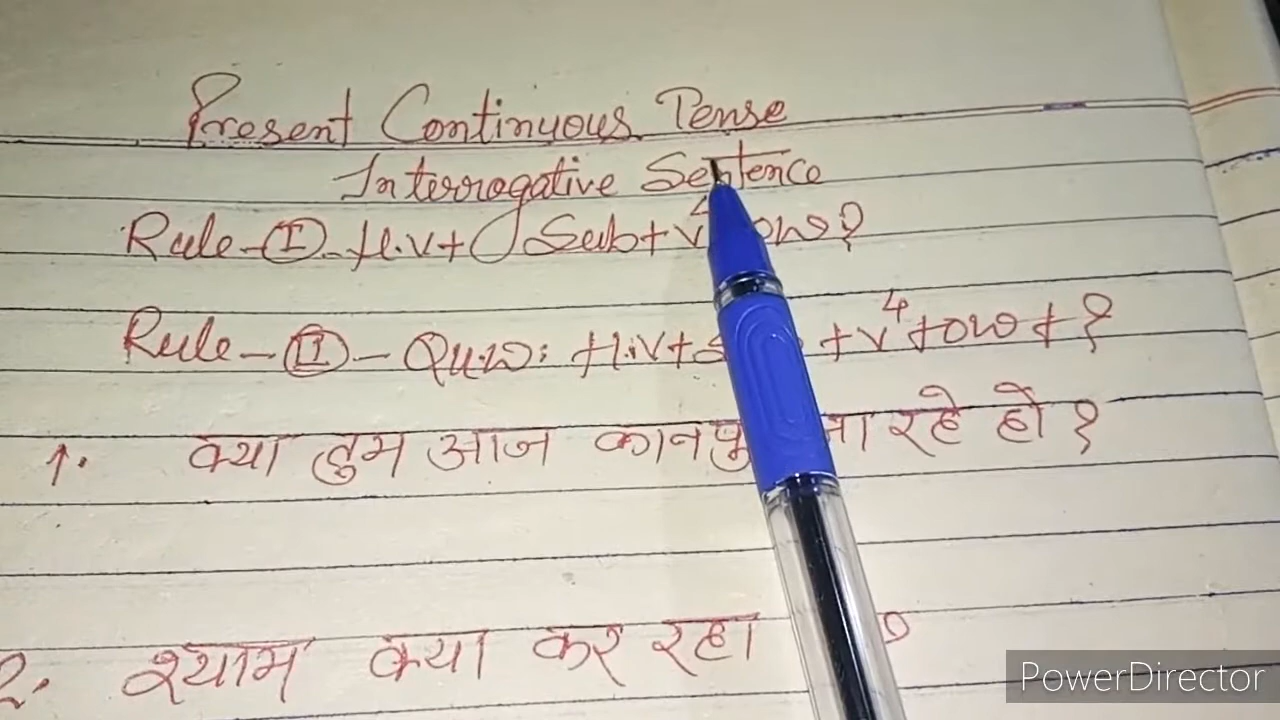 Present Continuous Tense
Interrogative Sentence
Rule-(I)- H.V+ Sub+ V⁴ ow?
Rule-(II)- Qu.w: H.V+ + V⁴+ow+?
1. क्या तुम आज रहे हो?
2. श्याम क्या कर रहा ?
PowerDirector